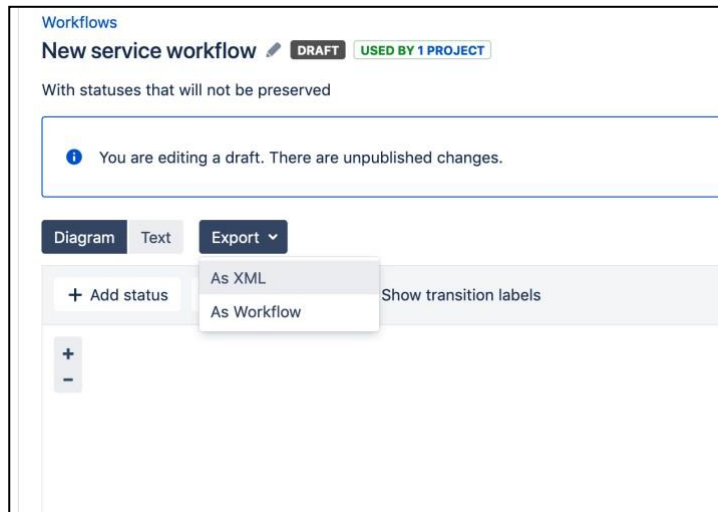 Workflows
New service workflow DRAFT USED BY 1 PROJECT
With statuses that will not be preserved
You are editing a draft. There are unpublished changes.
Diagram Text Export
As XML
+ Add status Show transition labels
As Workflow
+
−